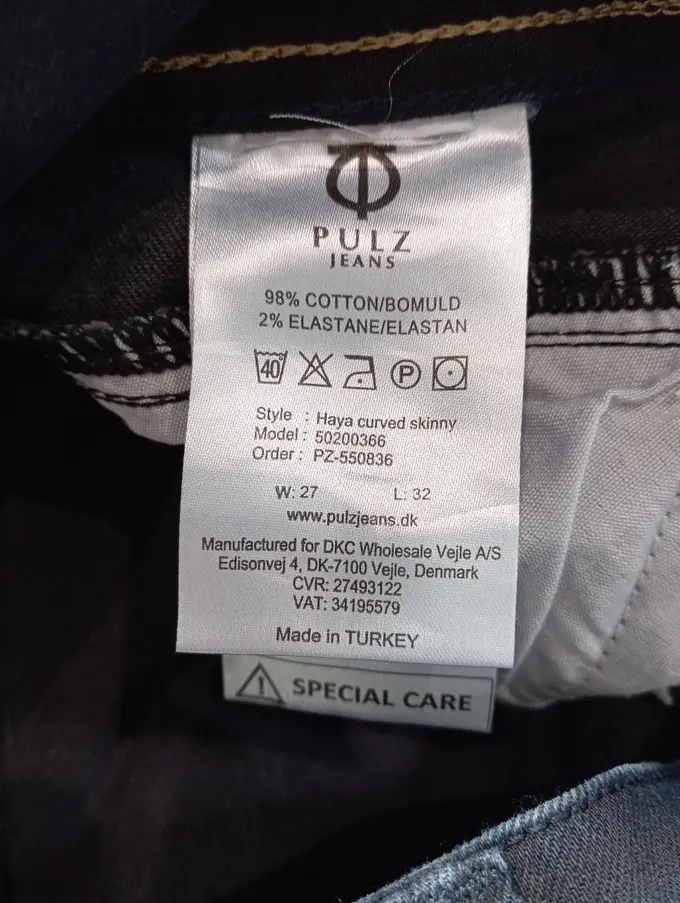 PULZ
JEANS
98% COTTON/BOMULD
2% ELASTANE/ELASTAN
40 P
Style : Haya curved skinny
Model : 50200366
Order : PZ-550836
W: 27 L: 32
www.pulzjeans.dk
Manufactured for DKC Wholesale Vejle A/S
Edisonvej 4, DK-7100 Vejle, Denmark
CVR: 27493122
VAT: 34195579
Made in TURKEY
SPECIAL CARE